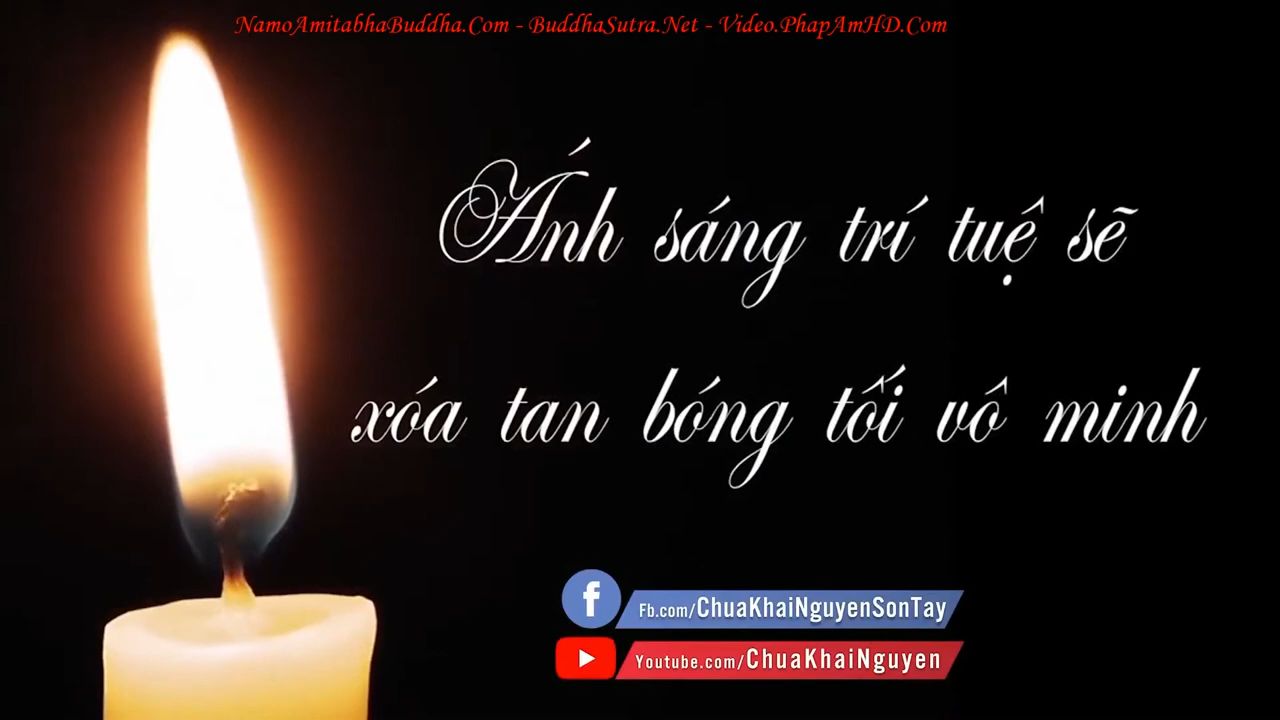 NamoAmitabhaBuddha.Com - BuddhaSutra.Net - Video.PhapAmHD.Com
Ánh sáng trí tuệ sẽ
xóa tan bóng tối vô minh
f Fb.com/ChuaKhaiNguyenSonTay
Youtube.com/ChuaKhaiNguyen